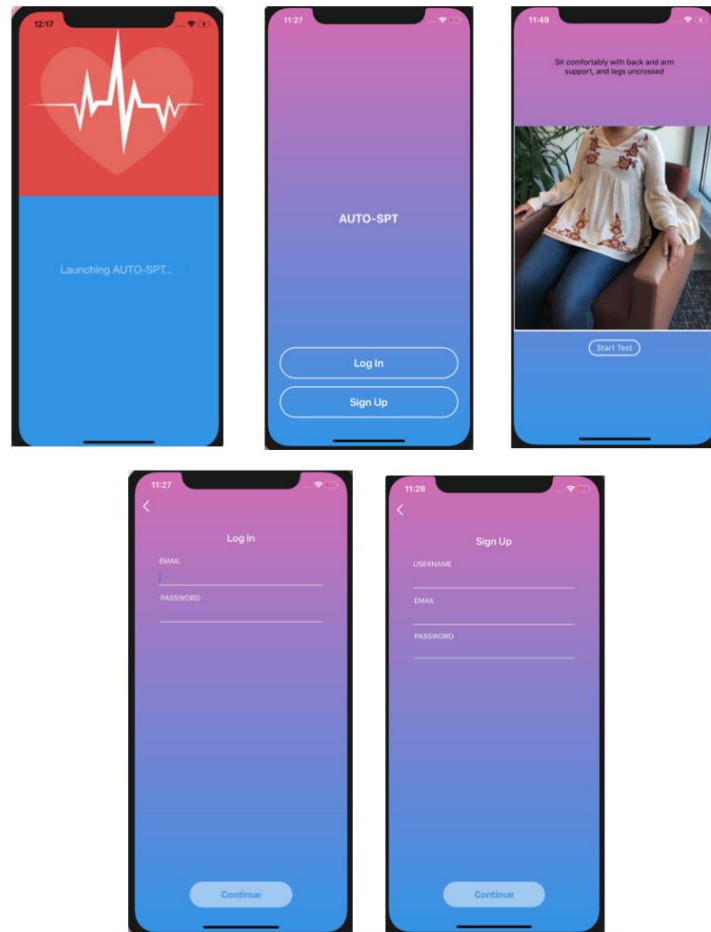 12:17
Launching AUTO-SPT...
11:27
AUTO-SPT
Log In
Sign Up
11:49
Sit comfortably with back and arm
support, and legs uncrossed
Start Test
11:27
Log In
EMAIL
PASSWORD
Continue
11:28
Sign Up
USERNAME
EMAIL
PASSWORD
Continue